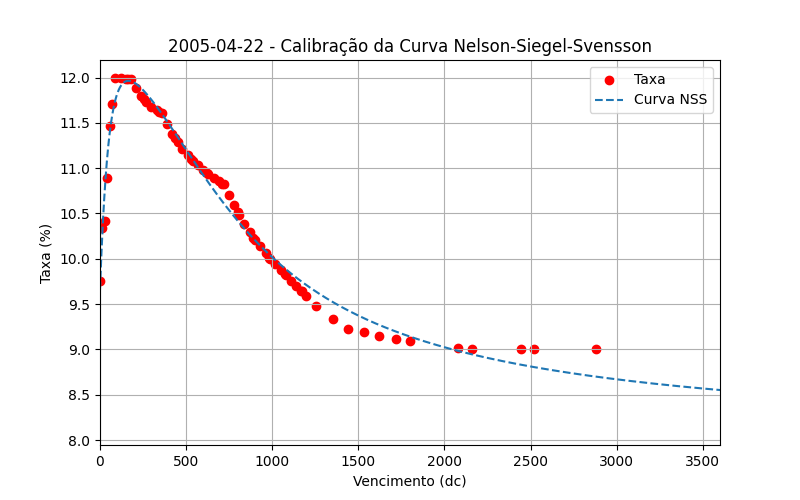 2005-04-22 - Calibração da Curva Nelson-Siegel-Svensson
Taxa
Curva NSS
Taxa (%)
12.0
11.5
11.0
10.5
10.0
9.5
9.0
8.5
8.0
0 500 1000 1500 2000 2500 3000 3500
Vencimento (dc)